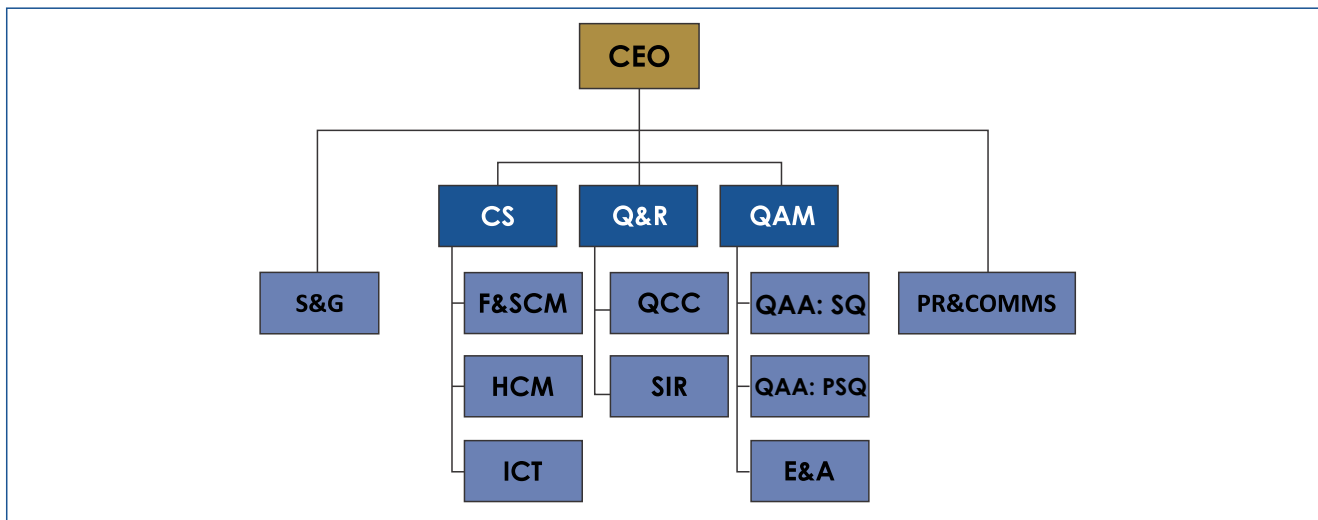 CEO
CS
Q&R
QAM
S&G
F&SCM
QCC
QAA: SQ
PR&COMMS
HCM
SIR
QAA: PSQ
ICT
E&A